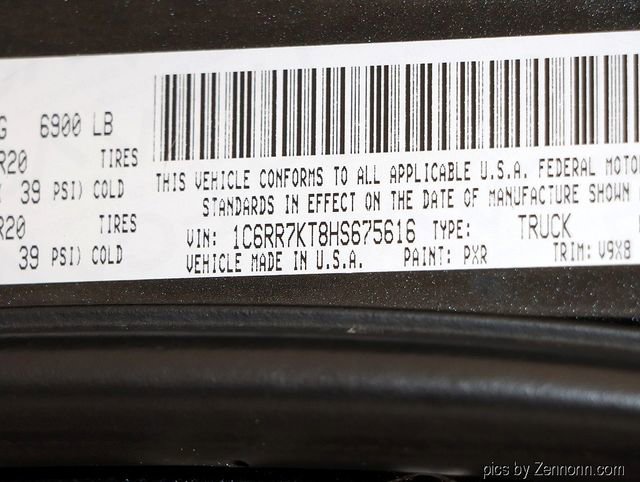 G 6900 LB
R20 TIRES
39 PSI) COLD
R20 TIRES
39 PSI) COLD
THIS VEHICLE CONFORMS TO ALL APPLICABLE U.S.A. FEDERAL MOTO
STANDARDS IN EFFECT ON THE DATE OF MANUFACTURE SHOWN
VIN: 1C6RR7KT8HS675616 TYPE: TRUCK
VEHICLE MADE IN U.S.A. PAINT: PXR TRIM: V9X8
pics by Zennonn.com